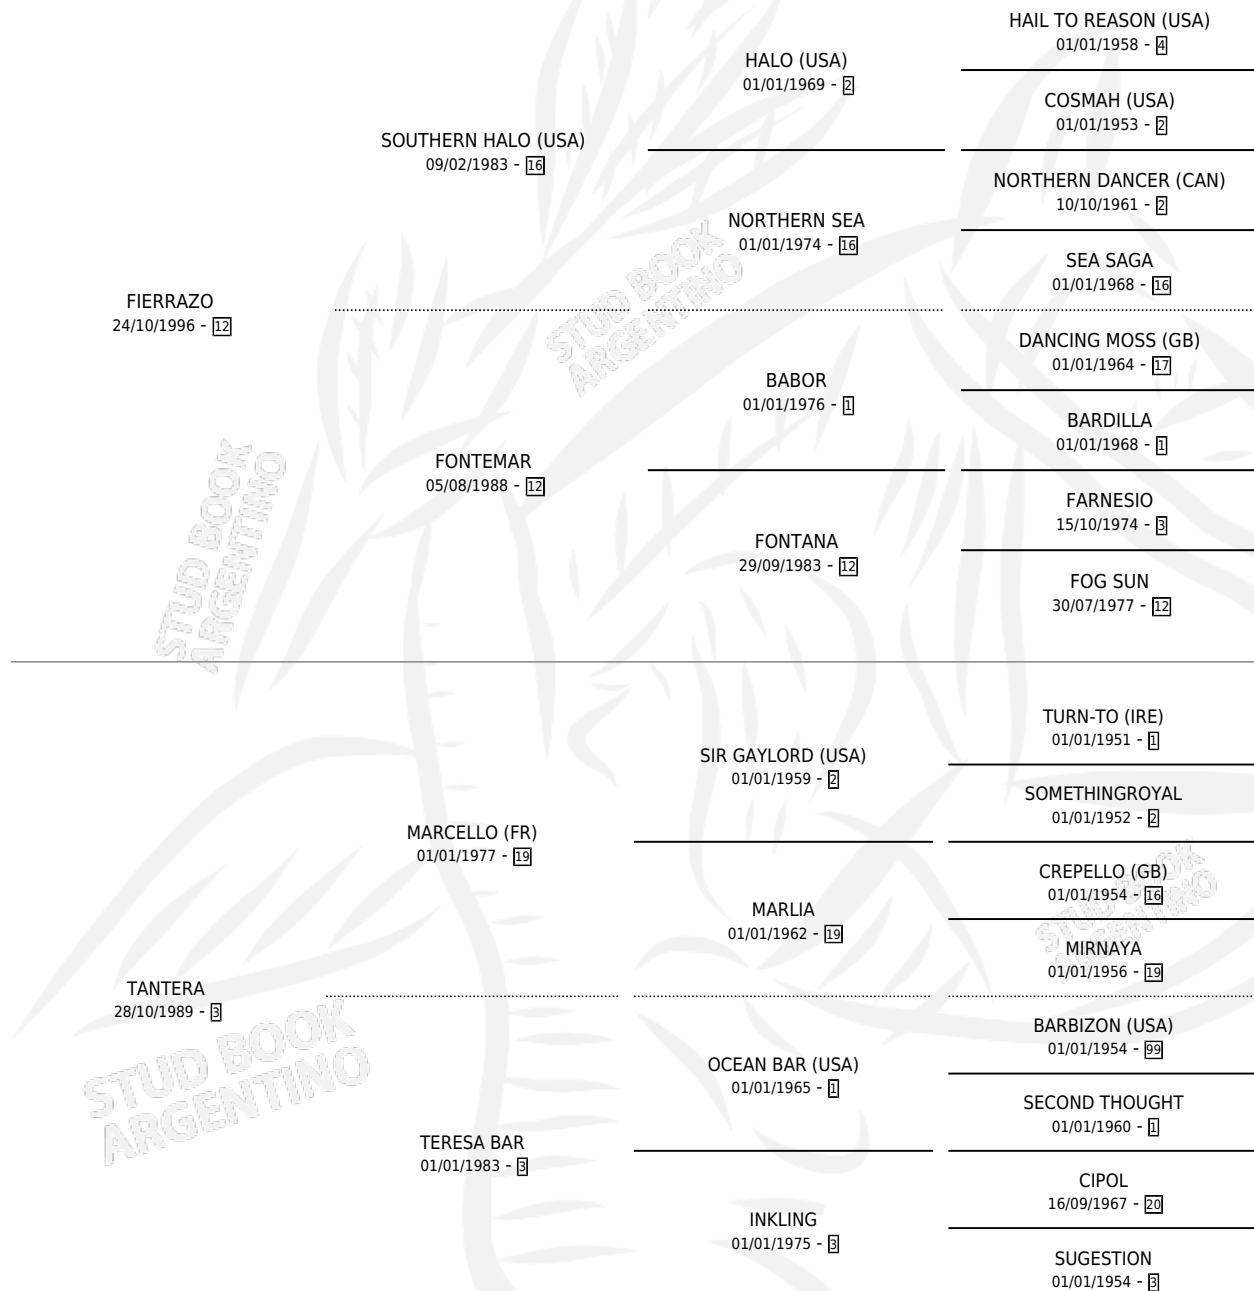 HAIL TO REASON (USA)
01/01/1958 - 4
HALO (USA)
01/01/1969 - 2
COSMAH (USA)
01/01/1953 - 2
SOUTHERN HALO (USA)
09/02/1983 - 16
NORTHERN DANCER (CAN)
10/10/1961 - 2
NORTHERN SEA
01/01/1974 - 16
SEA SAGA
01/01/1968 - 16
FIERRAZO
24/10/1996 - 12
STUD BOOK
ARGENTINO
DANCING MOSS (GB)
01/01/1964 - 17
BABOR
01/01/1976 - 1
BARDILLA
01/01/1968 - 1
FONTEMAR
05/08/1988 - 12
FARNESIO
15/10/1974 - 3
FONTANA
29/09/1983 - 12
FOG SUN
30/07/1977 - 12
STUD BOOK
ARGENTINO
TURN-TO (IRE)
01/01/1951 - 1
SIR GAYLORD (USA)
01/01/1959 - 2
SOMETHINGROYAL
01/01/1952 - 2
MARCELLO (FR)
01/01/1977 - 19
CREPELLO (GB)
01/01/1954 - 16
MARLIA
01/01/1962 - 19
MIRNAYA
01/01/1956 - 19
STUD BOOK
ARGENTINO
TANTERA
28/10/1989 - 3
STUD BOOK
ARGENTINO
BARBIZON (USA)
01/01/1954 - 99
OCEAN BAR (USA)
01/01/1965 - 1
SECOND THOUGHT
01/01/1960 - 1
TERESA BAR
01/01/1983 - 3
CIPOL
16/09/1967 - 20
INKLING
01/01/1975 - 3
SUGESTION
01/01/1954 - 3